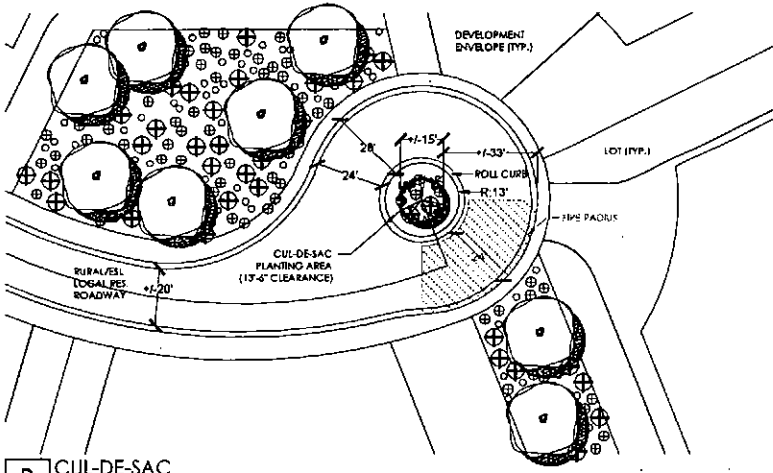 DEVELOPMENT
ENVELOPE (TYP.)
+/-15'
+/-33'
28'
24'
LOT (TYP.)
ROLL CURB
R:13'
RADIUS
CUL-DE-SAC
PLANTING AREA
(13'-6" CLEARANCE)
24'
RURAL/ESL
LOCAL RES.
ROADWAY
+/-20'
CUL-DE-SAC